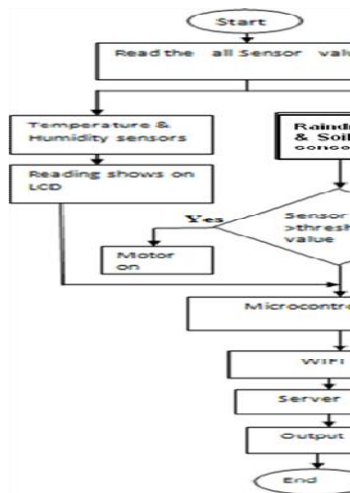 Start
Read the all Sensor valu
Temperature &
Humidity sensors
Reading shows on
LCD
Raind
& Soil
conce
Sensor
>thresh
value
Yes
Motor
on
Microcontro
WIFI
Server
Output
End